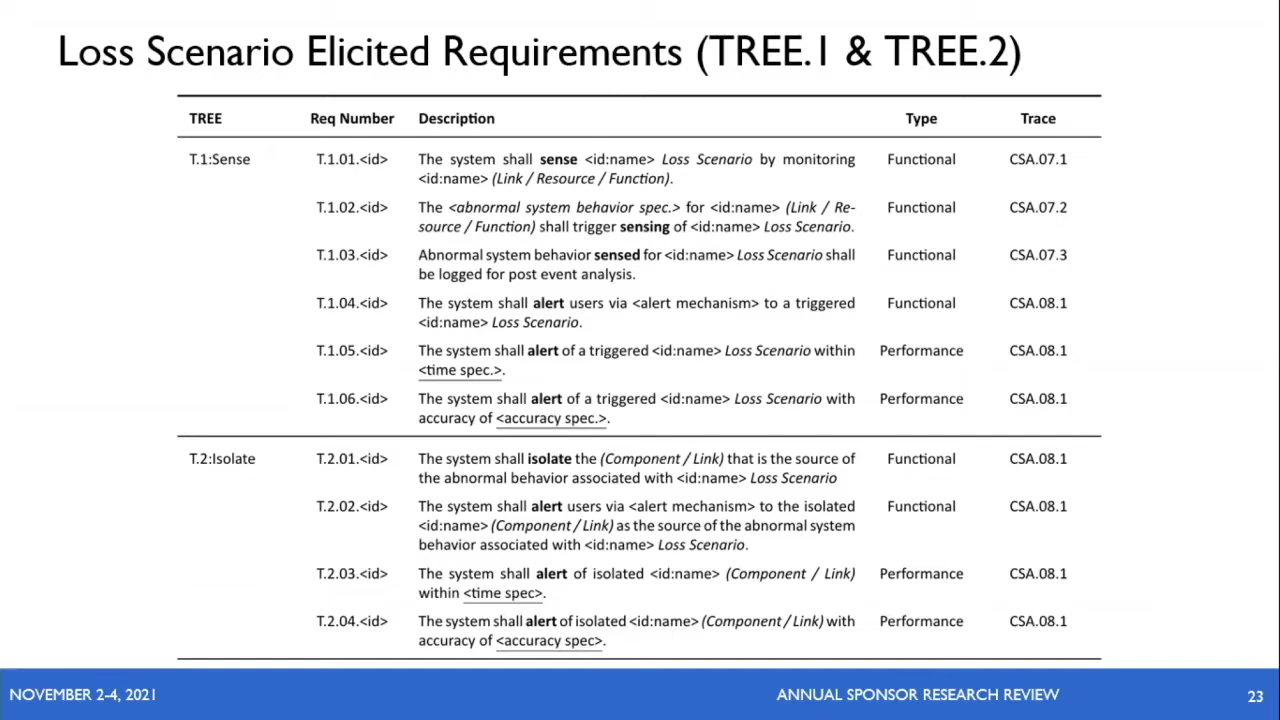 Loss Scenario Elicited Requirements (TREE.1 & TREE.2)
TREE Req Number Description Type Trace
T.1:Sense T.1.01.<id> The system shall sense <id:name> Loss Scenario by monitoring Functional CSA.07.1
<id:name> (Link / Resource / Function).
T.1.02.<id> The <abnormal system behavior spec.> for <id:name> (Link / Re- Functional CSA.07.2
source / Function) shall trigger sensing of <id:name> Loss Scenario.
T.1.03.<id> Abnormal system behavior sensed for <id:name> Loss Scenario shall Functional CSA.07.3
be logged for post event analysis.
T.1.04.<id> The system shall alert users via <alert mechanism> to a triggered Functional CSA.08.1
<id:name> Loss Scenario.
T.1.05.<id> The system shall alert of a triggered <id:name> Loss Scenario within Performance CSA.08.1
<time spec.>.
T.1.06.<id> The system shall alert of a triggered <id:name> Loss Scenario with Performance CSA.08.1
accuracy of <accuracy spec.>.
T.2:Isolate T.2.01.<id> The system shall isolate the (Component / Link) that is the source of Functional CSA.08.1
the abnormal behavior associated with <id:name> Loss Scenario
T.2.02.<id> The system shall alert users via <alert mechanism> to the isolated Functional CSA.08.1
<id:name> (Component / Link) as the source of the abnormal system
behavior associated with <id:name> Loss Scenario.
T.2.03.<id> The system shall alert of isolated <id:name> (Component / Link) Performance CSA.08.1
within <time spec>.
T.2.04.<id> The system shall alert of isolated <id:name> (Component / Link) with Performance CSA.08.1
accuracy of <accuracy spec>.
NOVEMBER 2-4, 2021 ANNUAL SPONSOR RESEARCH REVIEW 23